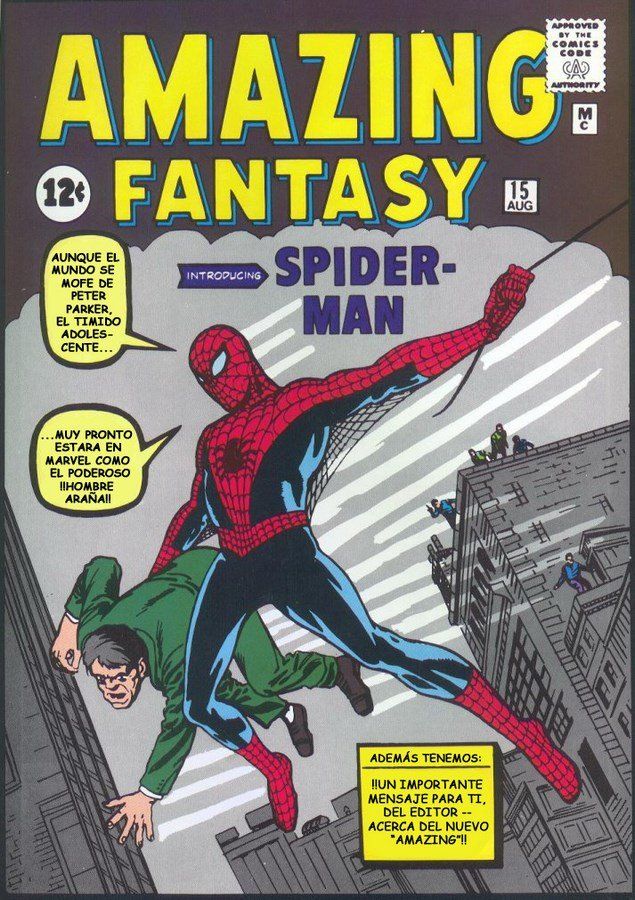 APPROVED
BY THE
COMICS
CODE
CA
AUTHORITY
AMAZING
FANTASY
12¢
M
C
15
AUG
INTRODUCING
SPIDER-
MAN
AUNQUE EL
MUNDO SE
MOFE DE
PETER
PARKER,
EL TIMIDO
ADOLES-
CENTE...
...MUY PRONTO
ESTARA EN
MARVEL COMO
EL PODEROSO
!!HOMBRE
ARAÑA!!
ADEMÁS TENEMOS:
!!UN IMPORTANTE
MENSAJE PARA TI,
DEL EDITOR --
ACERCA DEL NUEVO
"AMAZING"!!